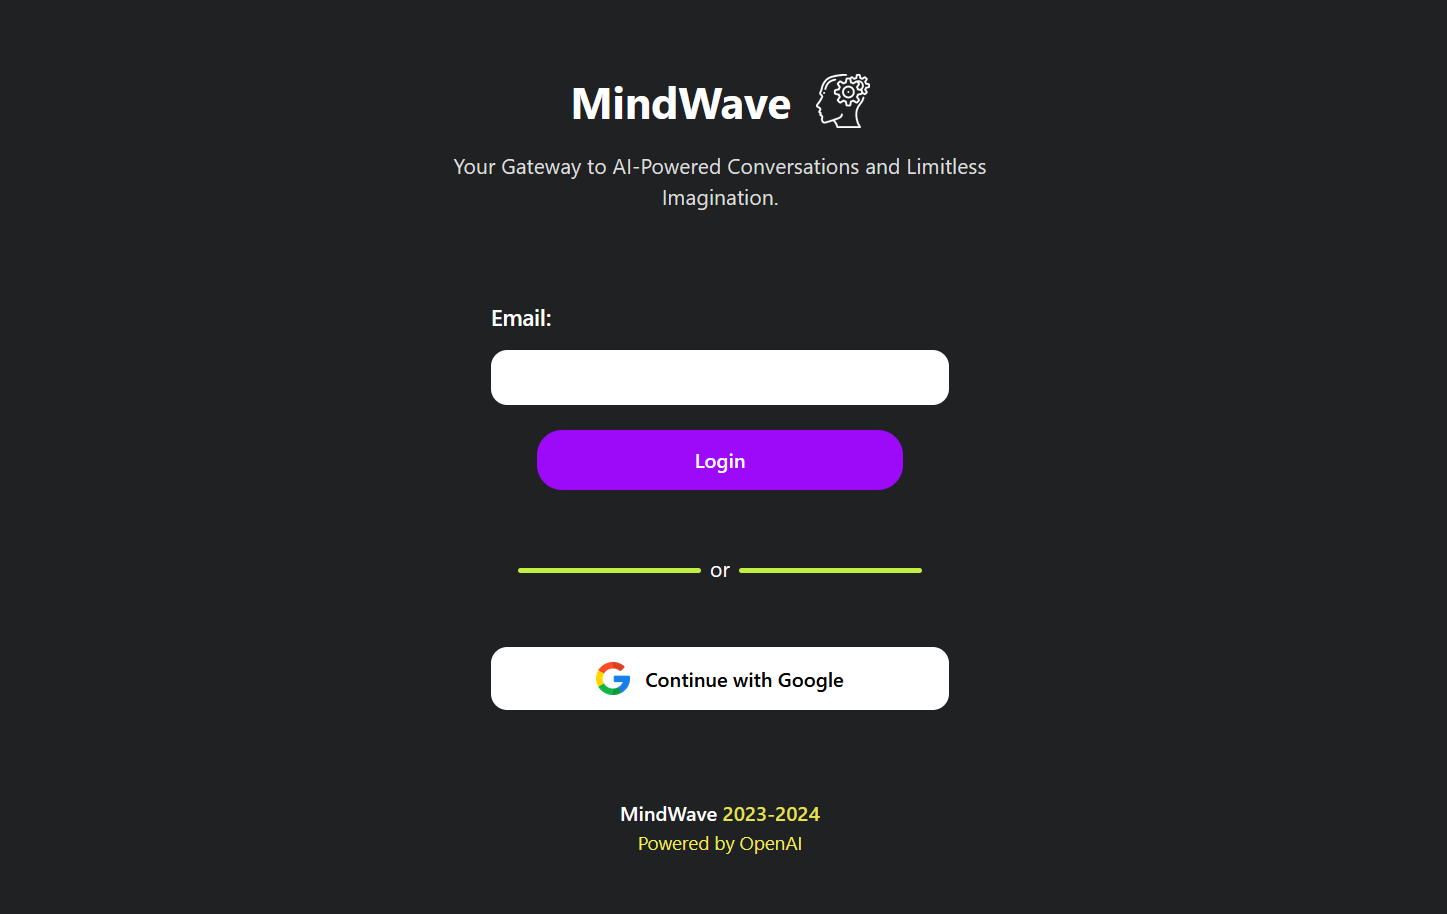 MindWave
Your Gateway to AI-Powered Conversations and Limitless
Imagination.
Email:
Login
or
Continue with Google
MindWave 2023-2024
Powered by OpenAI